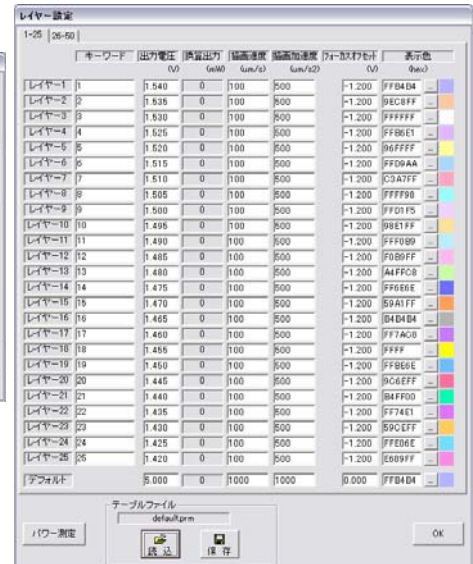 レイヤー設定
1-25 26-50
キーワード 出力電圧 換算出力 描画速度 描画加速度 フォーカスオフセット 表示色
(V) (mW) (um/s) (um/s2) (V) (hex)
レイヤー1 1 1.540 0 100 500 -1.200 FFB4B4 ...
レイヤー2 2 1.535 0 100 500 -1.200 9EC8FF ...
レイヤー3 3 1.530 0 100 500 -1.200 FFFFFF ...
レイヤー4 4 1.525 0 100 500 -1.200 FFB6E1 ...
レイヤー5 5 1.520 0 100 500 -1.200 96FFFF ...
レイヤー6 6 1.515 0 100 500 -1.200 FFD9AA ...
レイヤー7 7 1.510 0 100 500 -1.200 C3A7FF ...
レイヤー8 8 1.505 0 100 500 -1.200 FFFF98 ...
レイヤー9 9 1.500 0 100 500 -1.200 FFD1F5 ...
レイヤー10 10 1.495 0 100 500 -1.200 98E1FF ...
レイヤー11 11 1.490 0 100 500 -1.200 FFF0B9 ...
レイヤー12 12 1.485 0 100 500 -1.200 F0B9FF ...
レイヤー13 13 1.480 0 100 500 -1.200 A4FFC8 ...
レイヤー14 14 1.475 0 100 500 -1.200 FF6E6E ...
レイヤー15 15 1.470 0 100 500 -1.200 59A1FF ...
レイヤー16 16 1.465 0 100 500 -1.200 B4B4B4 ...
レイヤー17 17 1.460 0 100 500 -1.200 FF7AC8 ...
レイヤー18 18 1.455 0 100 500 -1.200 FFFF ...
レイヤー19 19 1.450 0 100 500 -1.200 FFBE6E ...
レイヤー20 20 1.445 0 100 500 -1.200 9C6EFF ...
レイヤー21 21 1.440 0 100 500 -1.200 B4FF00 ...
レイヤー22 22 1.435 0 100 500 -1.200 FF74E1 ...
レイヤー23 23 1.430 0 100 500 -1.200 59CEFF ...
レイヤー24 24 1.425 0 100 500 -1.200 FFE06E ...
レイヤー25 25 1.420 0 100 500 -1.200 E689FF ...
デフォルト 5.000 0 1000 1000 0.000 FFB4B4 ...
テーブルファイル
default.prm
パワー測定 読込 保存 OK